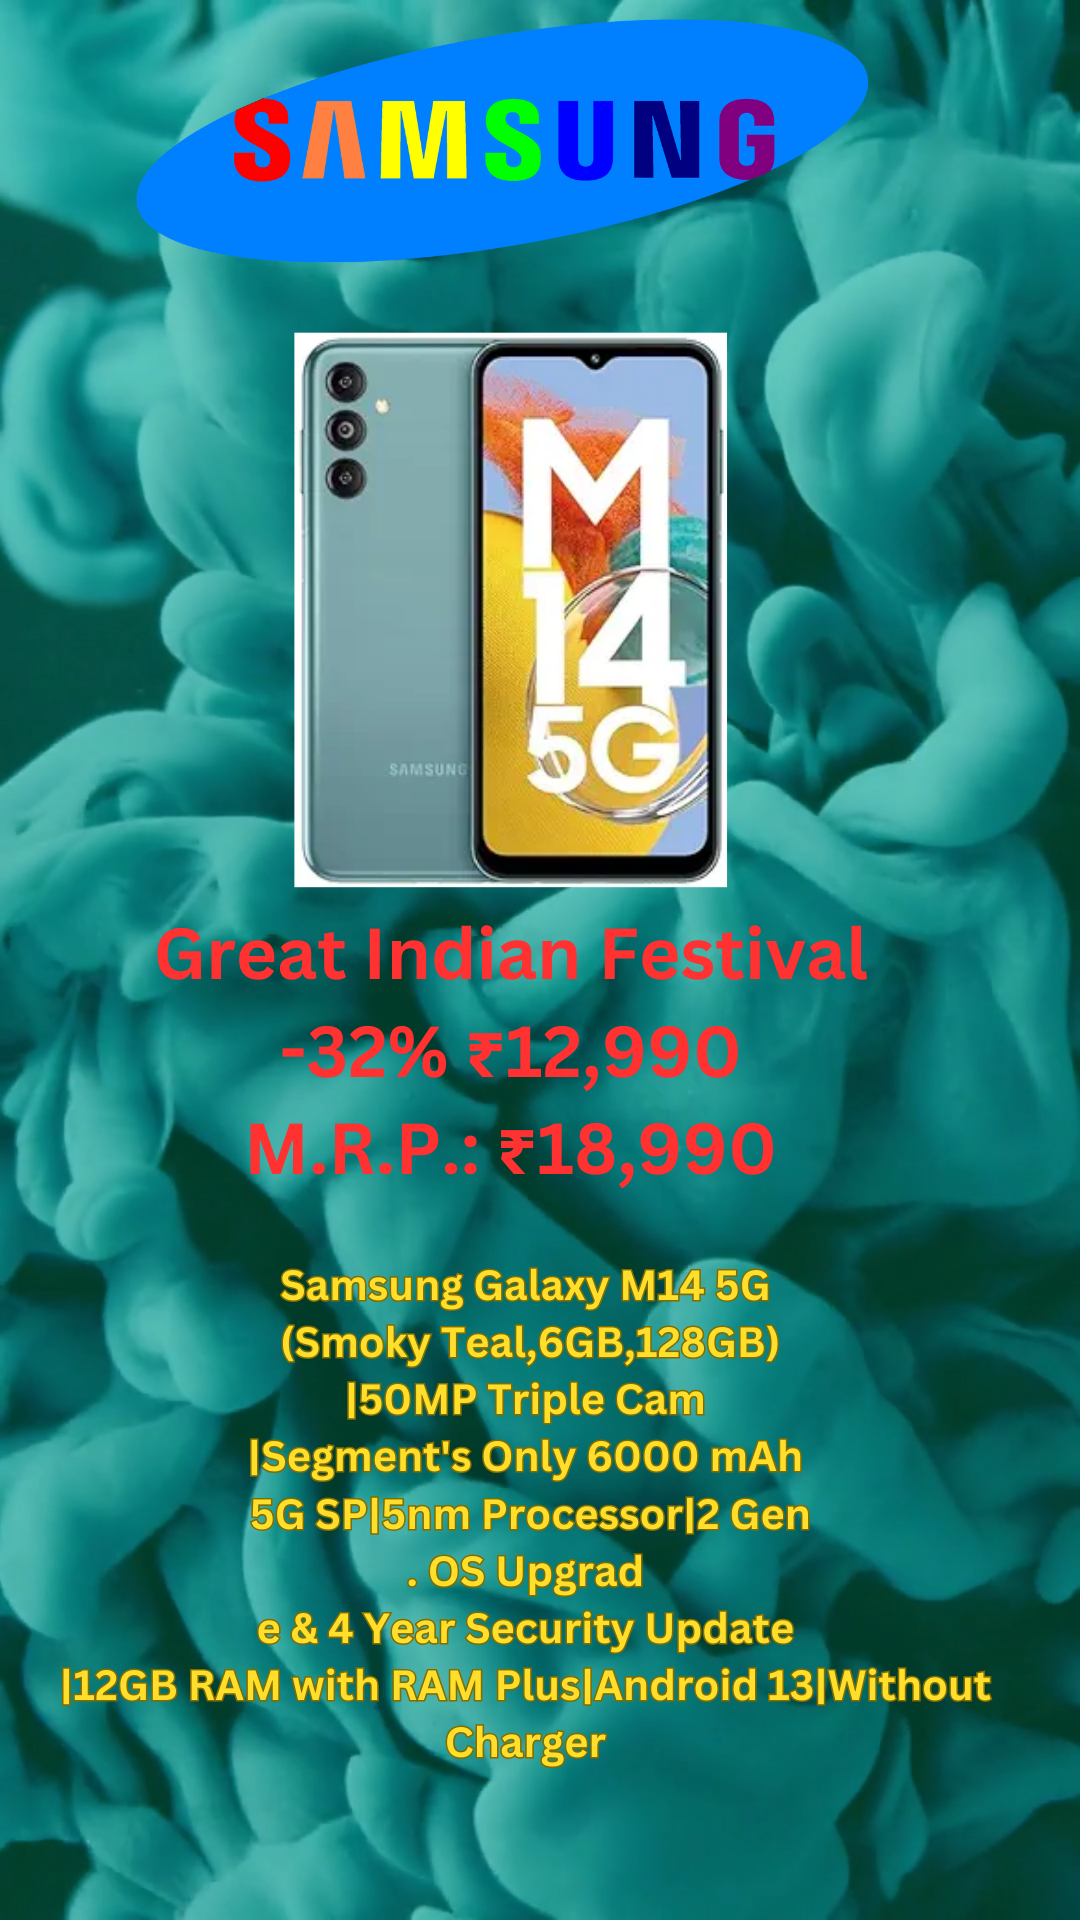 SAMSUNG
M
14
5G
SAMSUNG
Great Indian Festival
-32% ₹12,990
M.R.P.: ₹18,990
Samsung Galaxy M14 5G
(Smoky Teal,6GB,128GB)
|50MP Triple Cam
|Segment's Only 6000 mAh
5G SP|5nm Processor|2 Gen
. OS Upgrad
e & 4 Year Security Update
|12GB RAM with RAM Plus|Android 13|Without
Charger